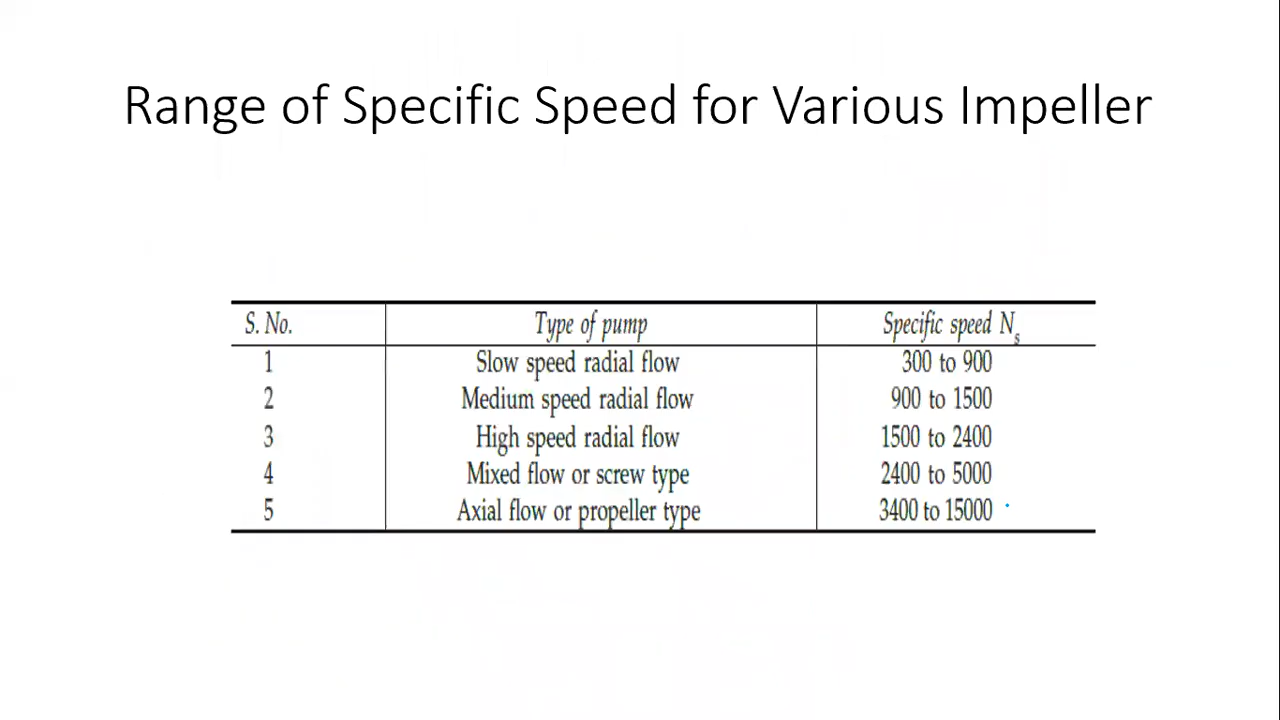 Range of Specific Speed for Various Impeller
S. No. Type of pump Specific speed Ns
1 Slow speed radial flow 300 to 900
2 Medium speed radial flow 900 to 1500
3 High speed radial flow 1500 to 2400
4 Mixed flow or screw type 2400 to 5000
5 Axial flow or propeller type 3400 to 15000